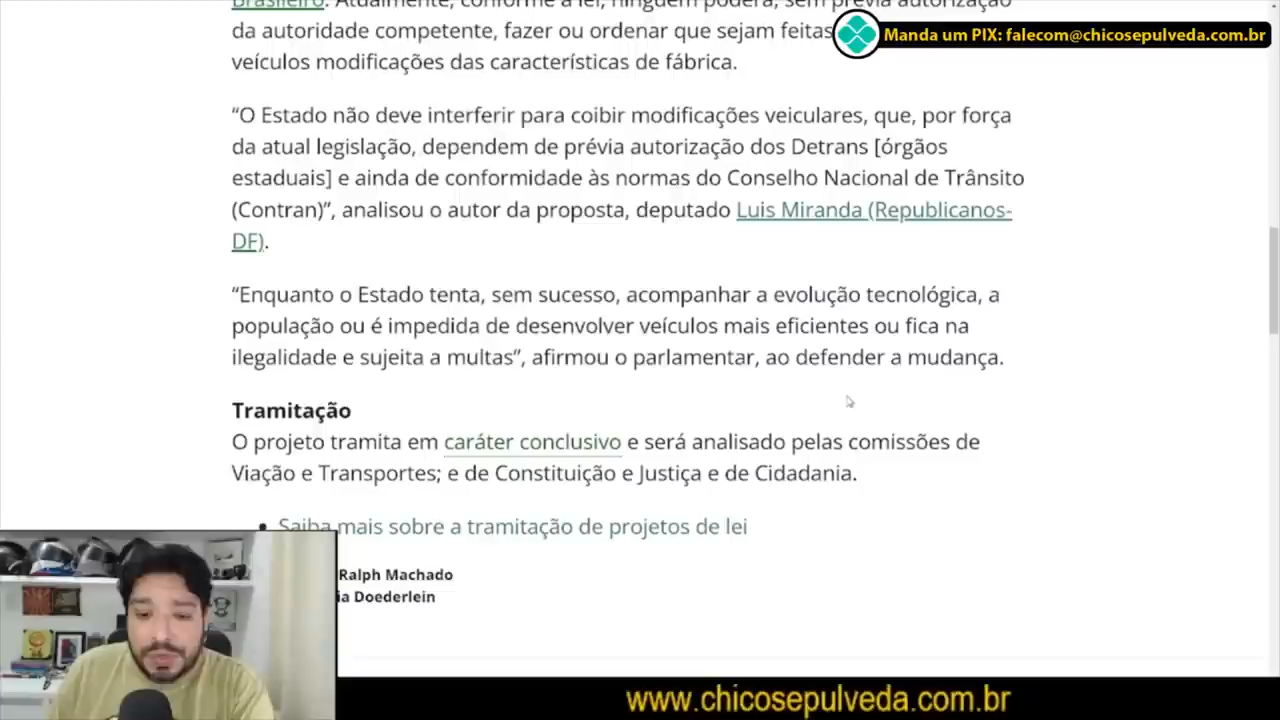 Brasileiro. Atualmente, conforme a lei, ninguém poderá, sem prévia autorização
da autoridade competente, fazer ou ordenar que sejam feitas
veículos modificações das características de fábrica.
Manda um PIX: falecom@chicosepulveda.com.br
“O Estado não deve interferir para coibir modificações veiculares, que, por força
da atual legislação, dependem de prévia autorização dos Detrans [órgãos
estaduais] e ainda de conformidade às normas do Conselho Nacional de Trânsito
(Contran)”, analisou o autor da proposta, deputado Luis Miranda (Republicanos-
DF).
“Enquanto o Estado tenta, sem sucesso, acompanhar a evolução tecnológica, a
população ou é impedida de desenvolver veículos mais eficientes ou fica na
ilegalidade e sujeita a multas”, afirmou o parlamentar, ao defender a mudança.
Tramitação
O projeto tramita em caráter conclusivo e será analisado pelas comissões de
Viação e Transportes; e de Constituição e Justiça e de Cidadania.
• Saiba mais sobre a tramitação de projetos de lei
Ralph Machado
ia Doederlein
www.chicosepulveda.com.br